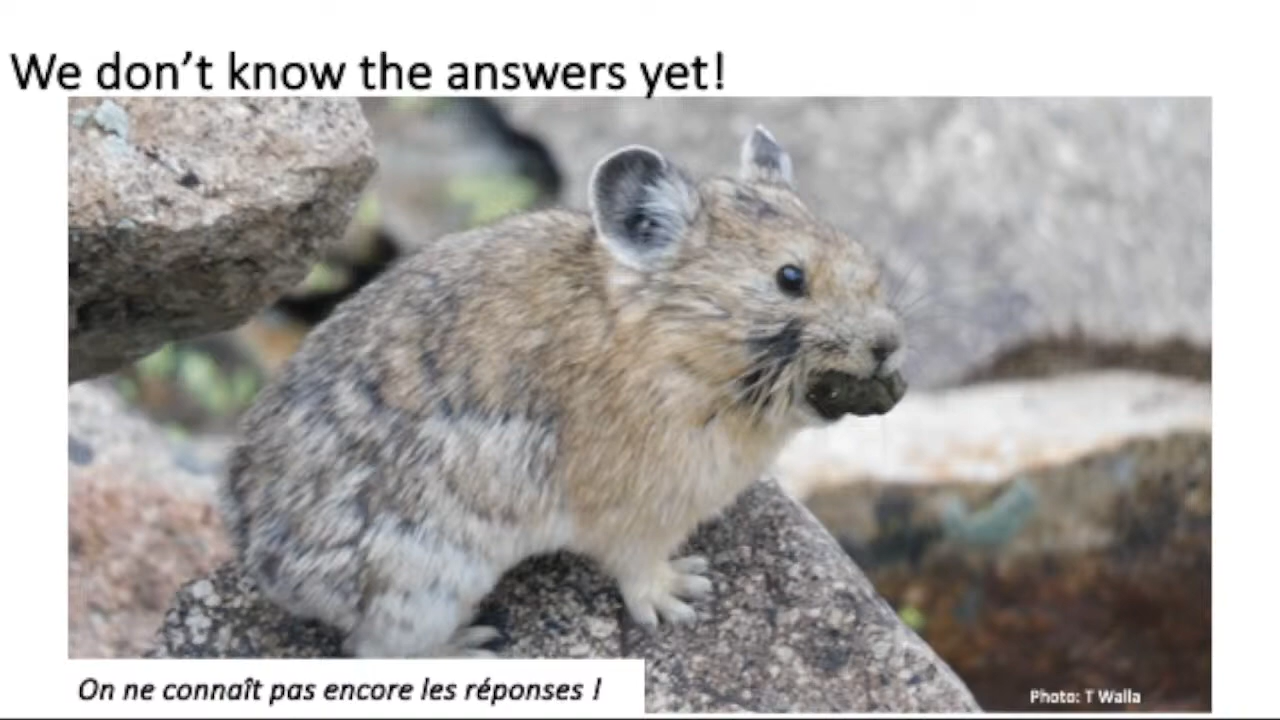 We don't know the answers yet!
On ne connaît pas encore les réponses !
Photo: T Walla